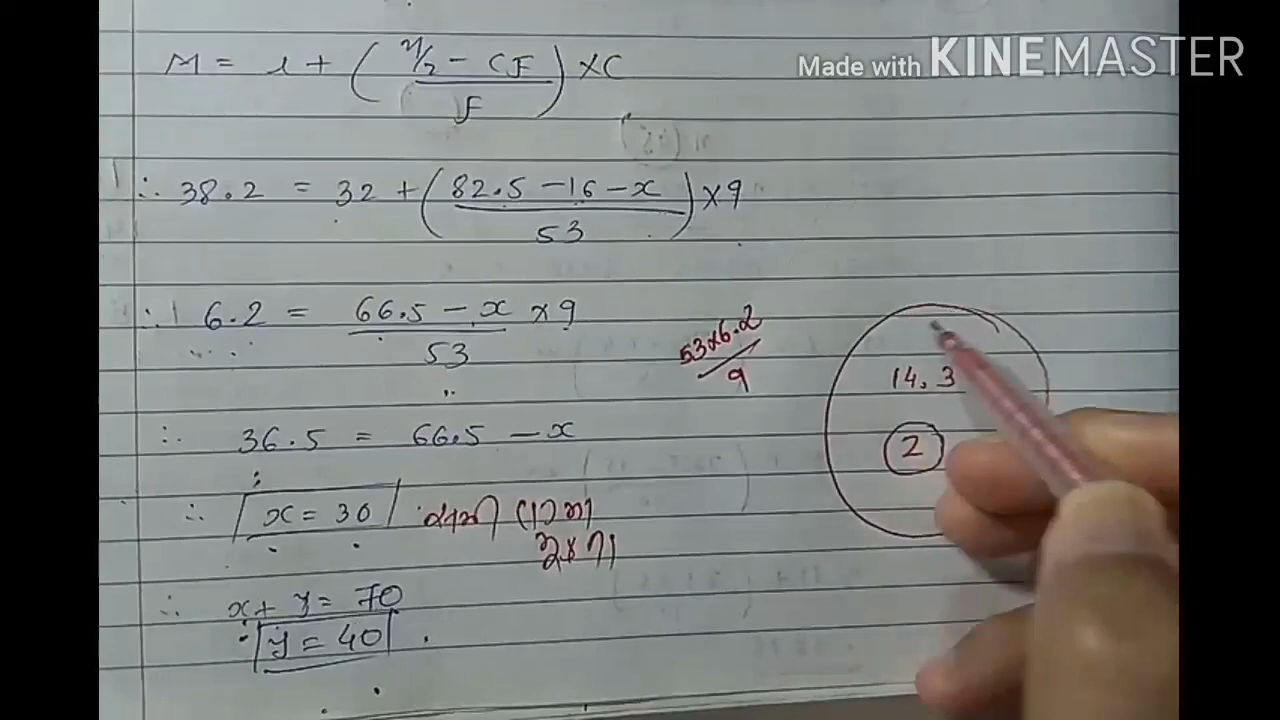 Made with KINEMASTER
M = l + ( n/2 - CF / F ) × C
∴ 38.2 = 32 + ( 82.5 - 16 - x / 53 ) × 9
∴ 6.2 = 66.5 - x / 53 × 9
53×6.2 / 9
14.3
∴ 36.5 = 66.5 - x
2
∴ x = 30
∴ x + y = 70
y = 40